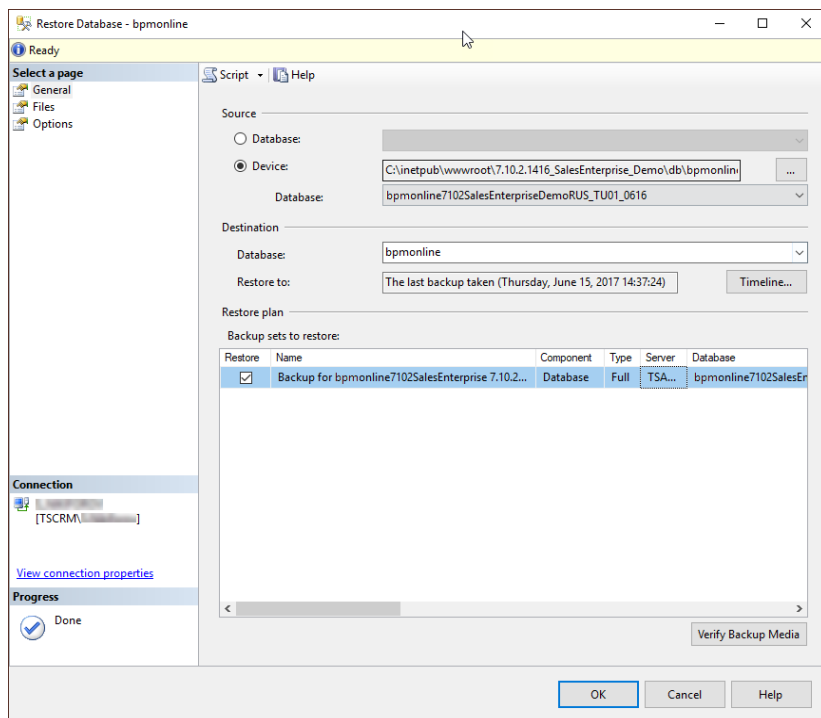 Restore Database - bpmonline
Ready
Select a page
General
Files
Options
Script
Help
Source
Database:
Device:
C:\inetpub\wwwroot\7.10.2.1416_SalesEnterprise_Demo\db\bpmonlin
...
Database:
bpmonline7102SalesEnterpriseDemoRUS_TU01_0616
Destination
Database:
bpmonline
Restore to:
The last backup taken (Thursday, June 15, 2017 14:37:24)
Timeline...
Restore plan
Backup sets to restore:
Restore Name Component Type Server Database
Backup for bpmonline7102SalesEnterprise 7.10.2... Database Full TSA... bpmonline7102SalesEn
Connection
[TSCRM\ ]
View connection properties
Progress
Done
Verify Backup Media
OK Cancel Help